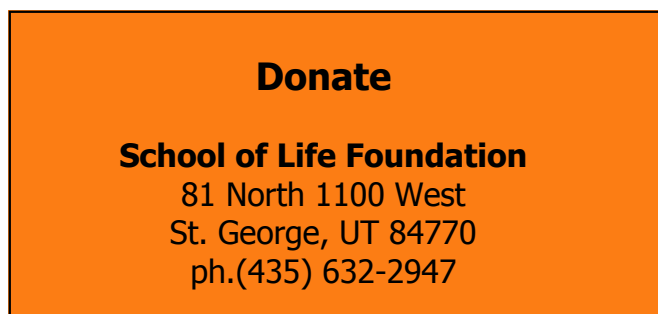 Donate
School of Life Foundation
81 North 1100 West
St. George, UT 84770
ph.(435) 632-2947